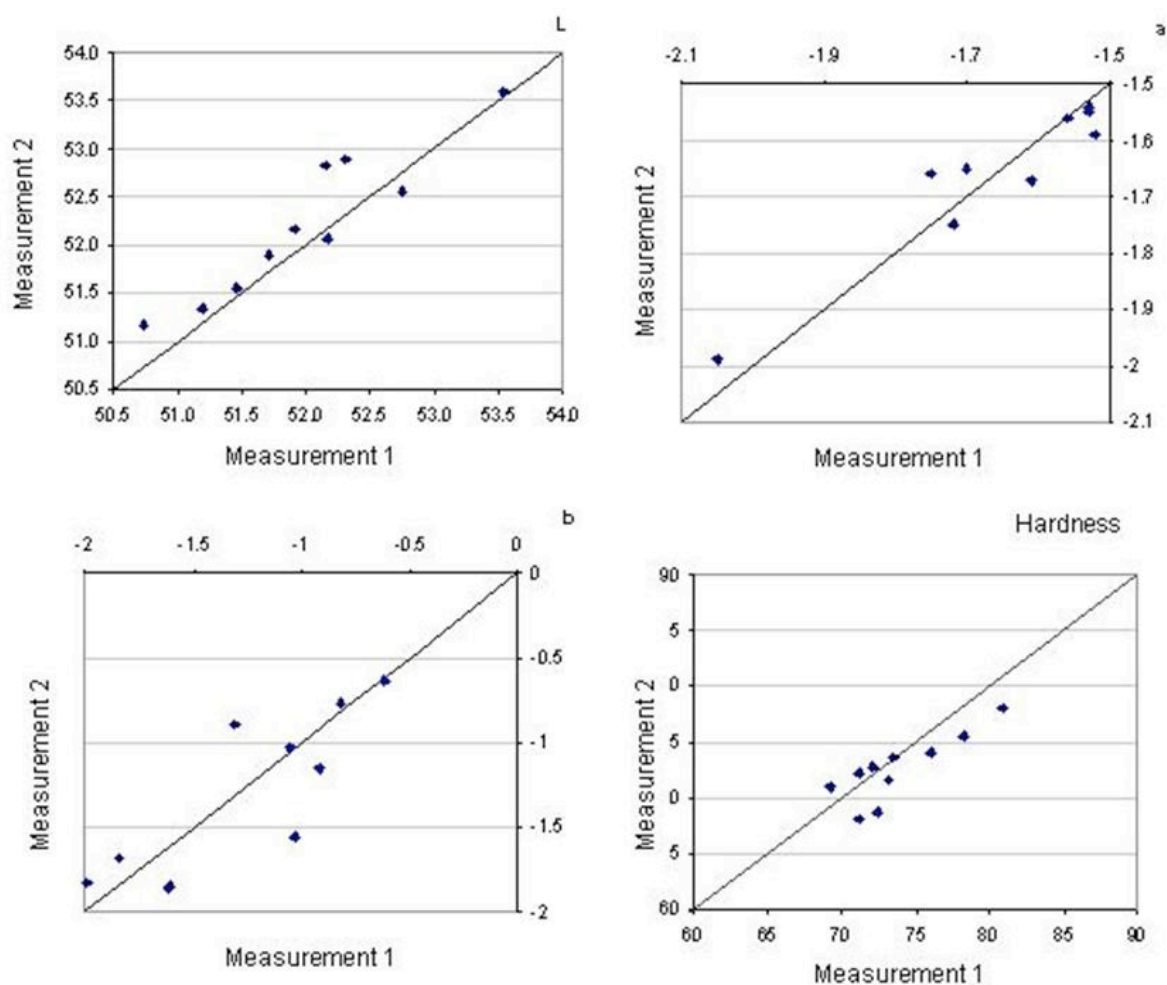 L
54.0
53.5
53.0
52.5
52.0
51.5
51.0
50.5
50.5 51.0 51.5 52.0 52.5 53.0 53.5 54.0
Measurement 2
Measurement 1
a
-2.1 -1.9 -1.7 -1.5
-1.5
-1.6
-1.7
-1.8
-1.9
-2
-2.1
Measurement 2
Measurement 1
b
-2 -1.5 -1 -0.5 0
0
-0.5
-1
-1.5
-2
Measurement 2
Measurement 1
Hardness
90
5
0
5
0
5
60
60 65 70 75 80 85 90
Measurement 2
Measurement 1